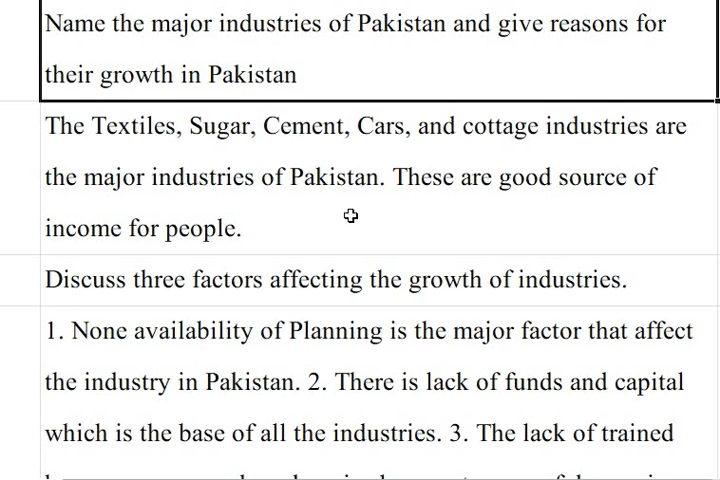 Name the major industries of Pakistan and give reasons for
their growth in Pakistan
The Textiles, Sugar, Cement, Cars, and cottage industries are
the major industries of Pakistan. These are good source of
income for people.
Discuss three factors affecting the growth of industries.
1. None availability of Planning is the major factor that affect
the industry in Pakistan. 2. There is lack of funds and capital
which is the base of all the industries. 3. The lack of trained